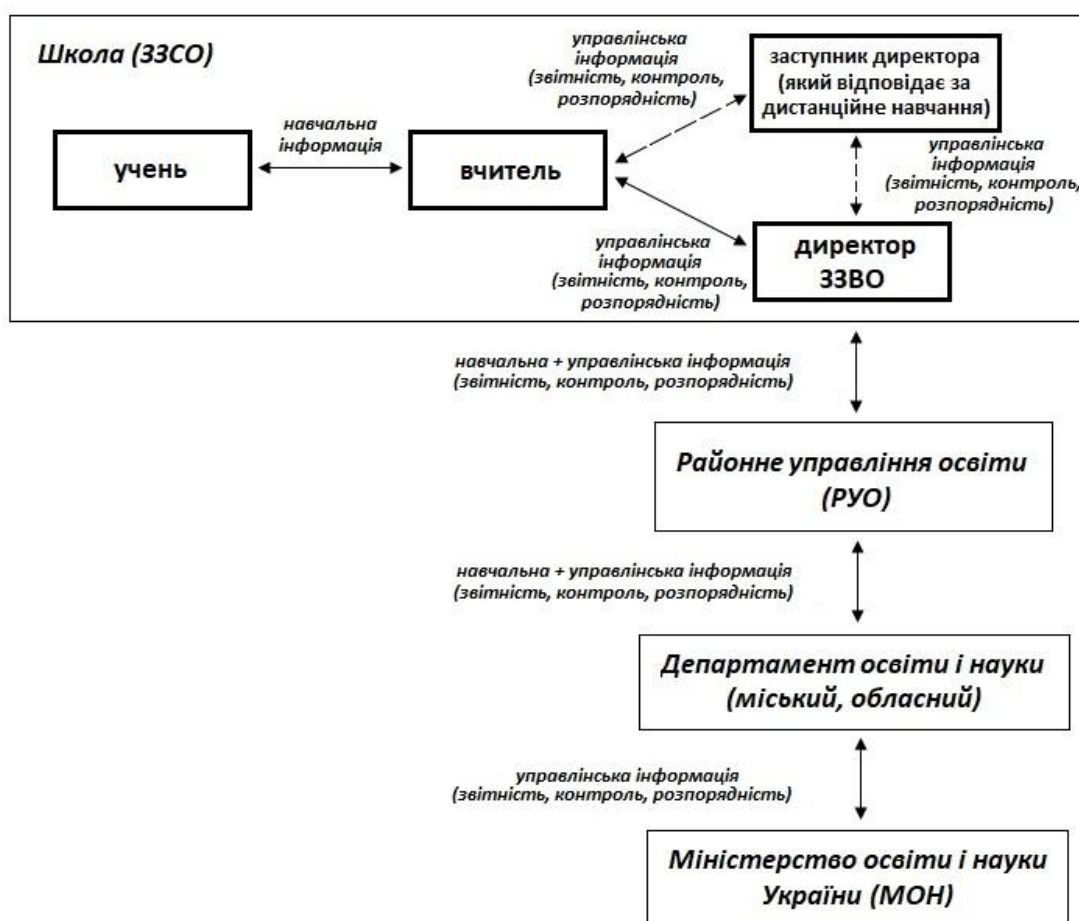 Школа (ЗЗСО)
управлінська
інформація
(звітність, контроль,
розпорядність)
заступник директора
(який відповідає за
дистанційне навчання)
навчальна
інформація
учень
вчитель
управлінська
інформація
(звітність, контроль,
розпорядність)
управлінська
інформація
(звітність, контроль,
розпорядність)
директор
ЗЗВО
навчальна + управлінська інформація
(звітність, контроль, розпорядність)
Районне управління освіти
(РУО)
навчальна + управлінська інформація
(звітність, контроль, розпорядність)
Департамент освіти і науки
(міський, обласний)
управлінська інформація
(звітність, контроль, розпорядність)
Міністерство освіти і науки
України (МОН)